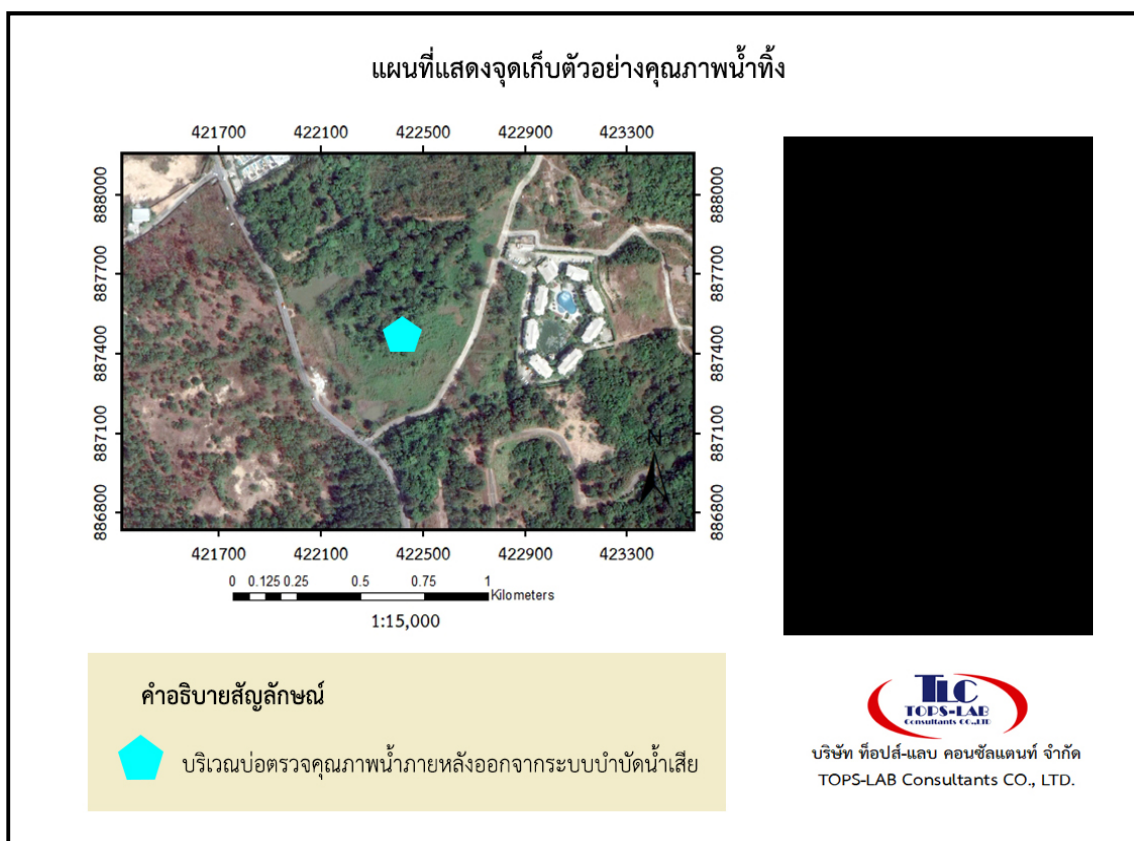 แผนที่แสดงจุดเก็บตัวอย่างคุณภาพน้ำทิ้ง
421700 422100 422500 422900 423300
888000 888000
887700 887700
887400 887400
887100 887100
886800 886800
N
421700 422100 422500 422900 423300
0 0.125 0.25 0.5 0.75 1
Kilometers
1:15,000
คำอธิบายสัญลักษณ์
บริเวณบ่อตรวจคุณภาพน้ำภายหลังออกจากระบบบำบัดน้ำเสีย
TLC
TOPS-LAB
Consultants CO.,LTD
บริษัท ท็อปส์-แลบ คอนซัลแตนท์ จำกัด
TOPS-LAB Consultants CO., LTD.